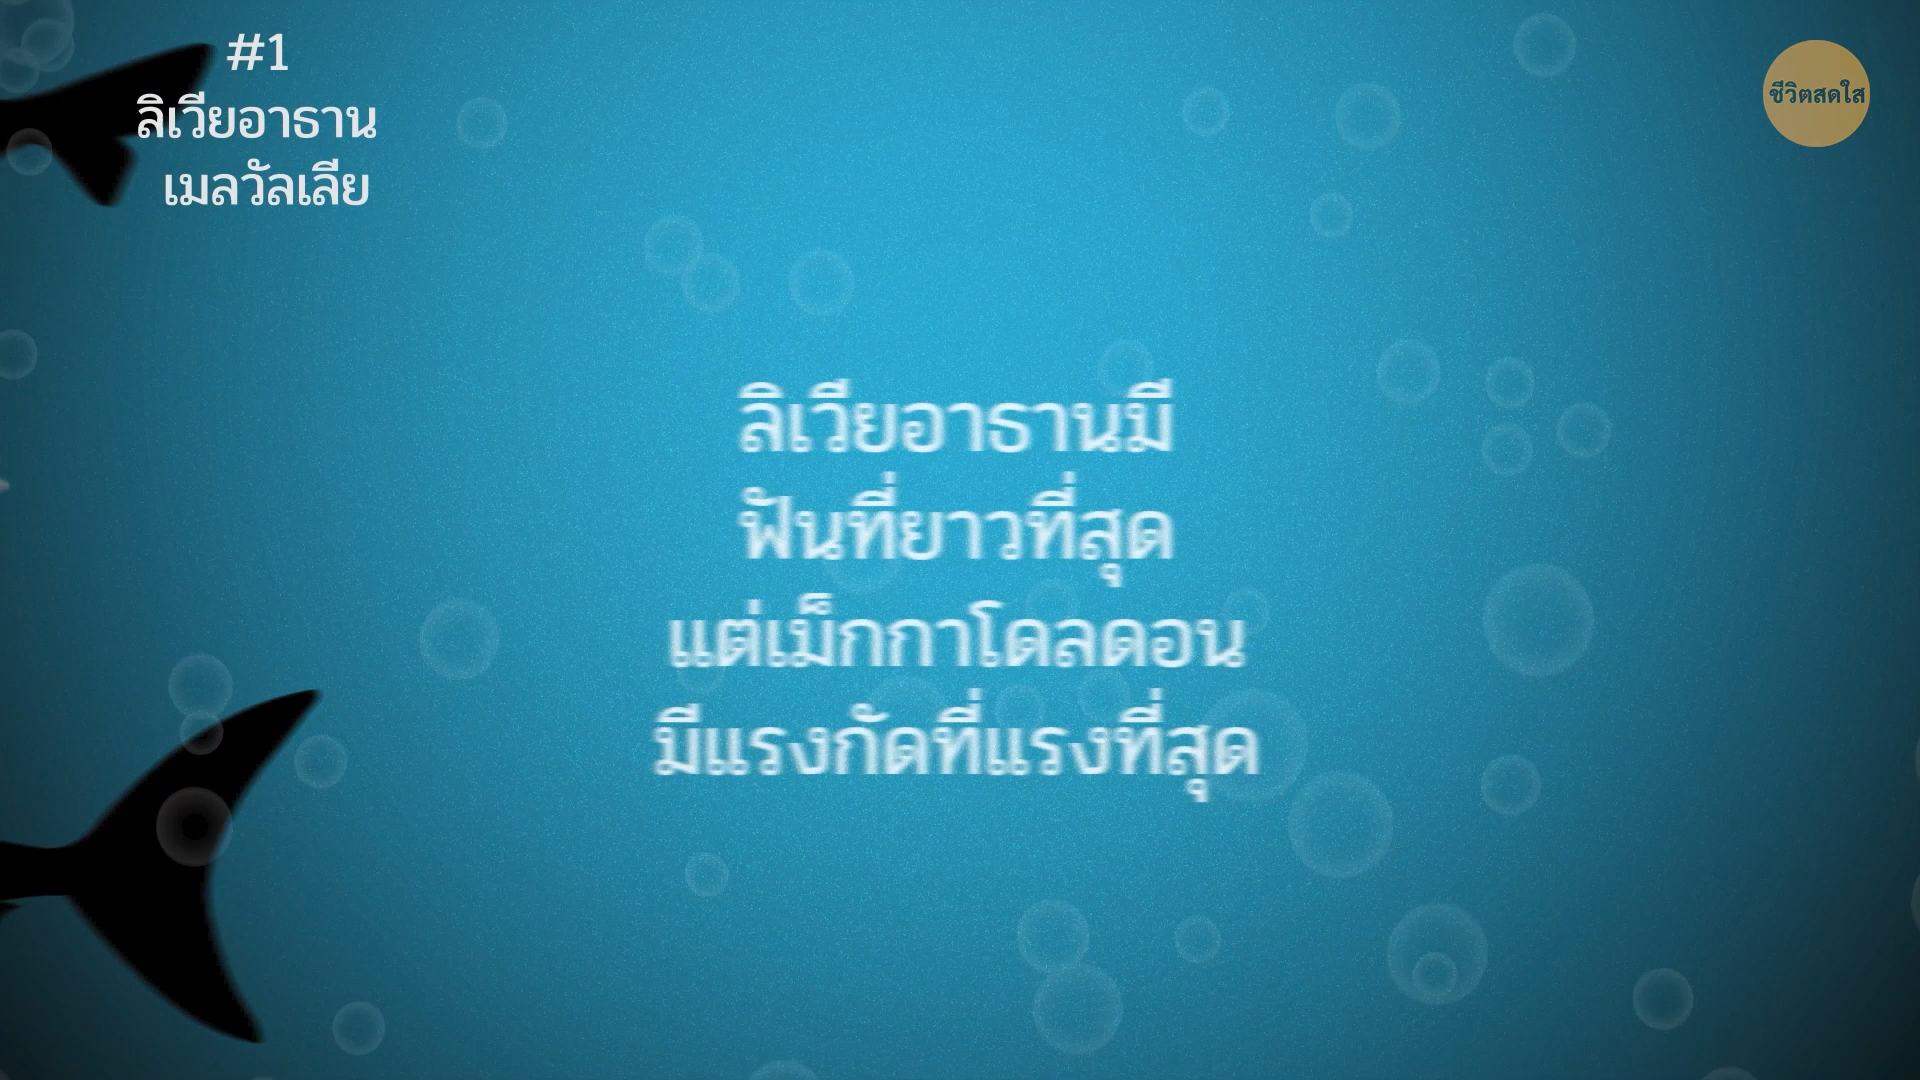 #1
ลิเวียอาธาน
เมลวัลเลีย
ชีวิตสดใส
ลิเวียอาธานมี
ฟันที่ยาวที่สุด
แต่เม็กกาโดลดอน
มีแรงกัดที่แรงที่สุด